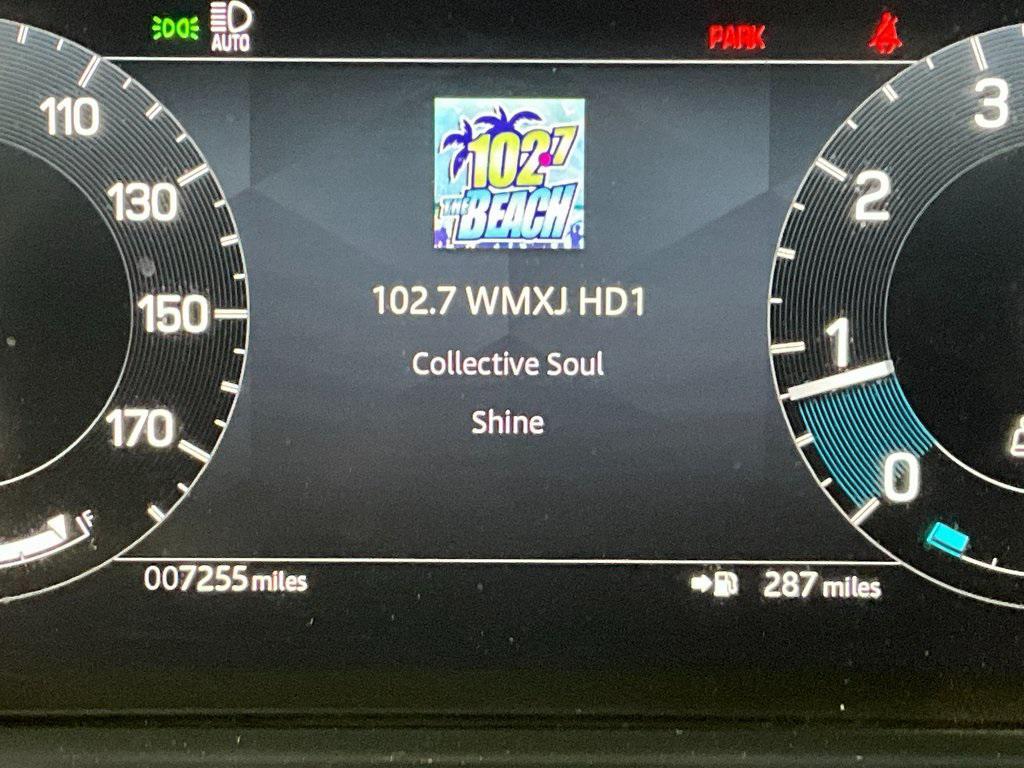 AUTO
PARK
110
130
150
170
F
3
2
1
0
102.7
THE
BEACH
102.7 WMXJ HD1
Collective Soul
Shine
007255 miles
287 miles